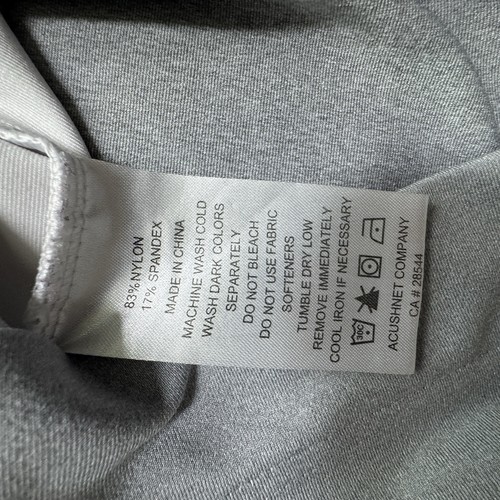 83% NYLON
17% SPANDEX
MADE IN CHINA
MACHINE WASH COLD
WASH DARK COLORS
SEPARATELY
DO NOT BLEACH
DO NOT USE FABRIC
SOFTENERS
TUMBLE DRY LOW
REMOVE IMMEDIATELY
COOL IRON IF NECESSARY
30C
ACUSHNET COMPANY
CA # 28544